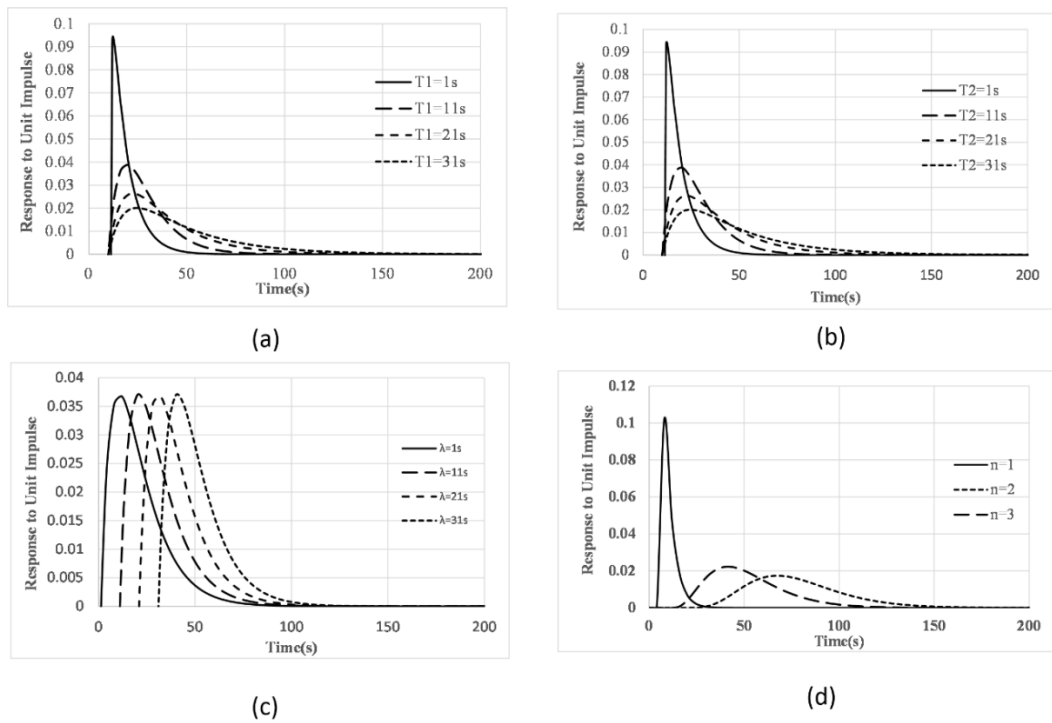 0.1
0.09
0.08
0.07
0.06
0.05
0.04
0.03
0.02
0.01
0
Response to Unit Impulse
T1=1s
T1=11s
T1=21s
T1=31s
0 50 100 150 200
Time(s)
(a)
0.1
0.09
0.08
0.07
0.06
0.05
0.04
0.03
0.02
0.01
0
Response to Unit Impulse
T2=1s
T2=11s
T2=21s
T2=31s
0 50 100 150 200
Time(s)
(b)
0.04
0.035
0.03
0.025
0.02
0.015
0.01
0.005
0
Response to Unit Impulse
λ=1s
λ=11s
λ=21s
λ=31s
0 50 100 150 200
Time(s)
(c)
0.12
0.1
0.08
0.06
0.04
0.02
0
Response to Unit Impulse
n=1
n=2
n=3
0 50 100 150 200
Time(s)
(d)